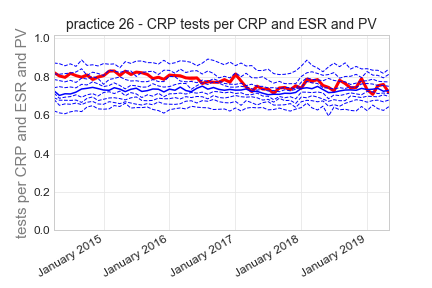 practice 26 - CRP tests per CRP and ESR and PV
tests per CRP and ESR and PV
1.0
0.8
0.6
0.4
0.2
0.0
January 2015
January 2016
January 2017
January 2018
January 2019